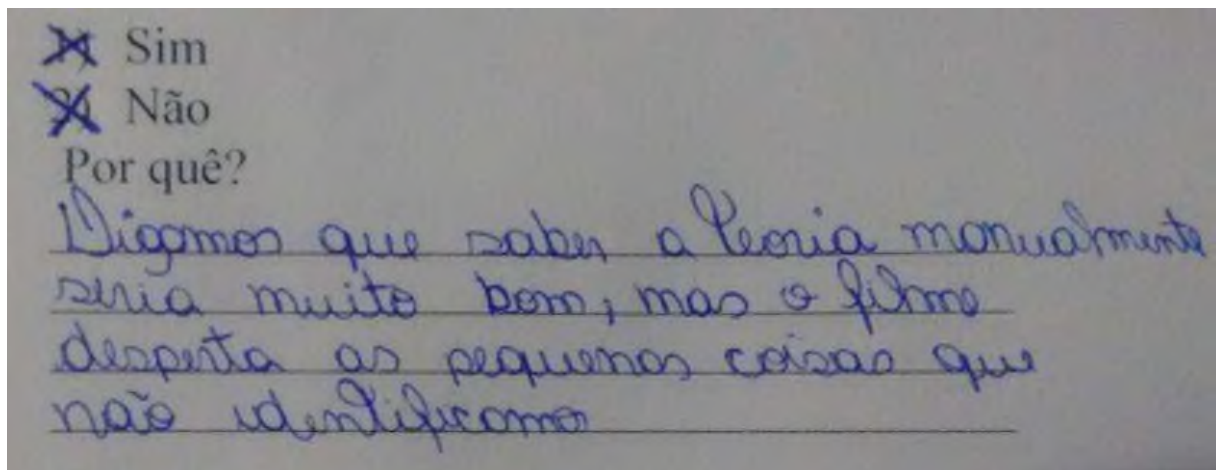 Sim
Não
Por quê?
Digamos que saber a teoria manualmente
seria muito bom, mas o filme
desperta as pequenas coisas que
não identificamos